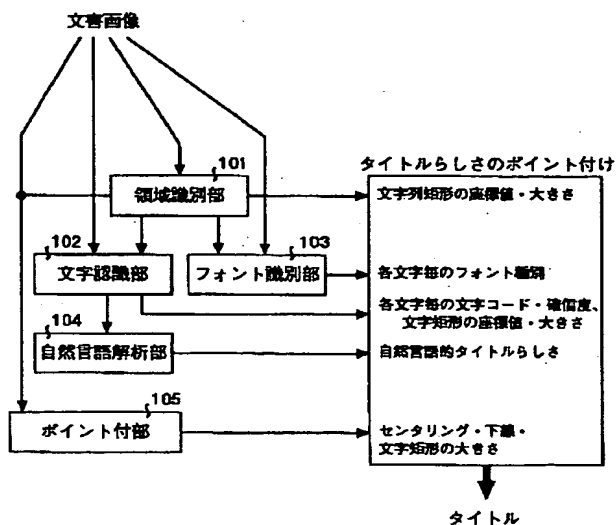 文書画像
101
領域識別部
タイトルらしさのポイント付け
文字列矩形の座標値・大きさ
102
文字認識部
103
フォント識別部
各文字毎のフォント種別
各文字毎の文字コード・確信度、
文字矩形の座標値・大きさ
104
自然言語解析部
自然言語的タイトルらしさ
105
ポイント付部
センタリング・下線・
文字矩形の大きさ
タイトル